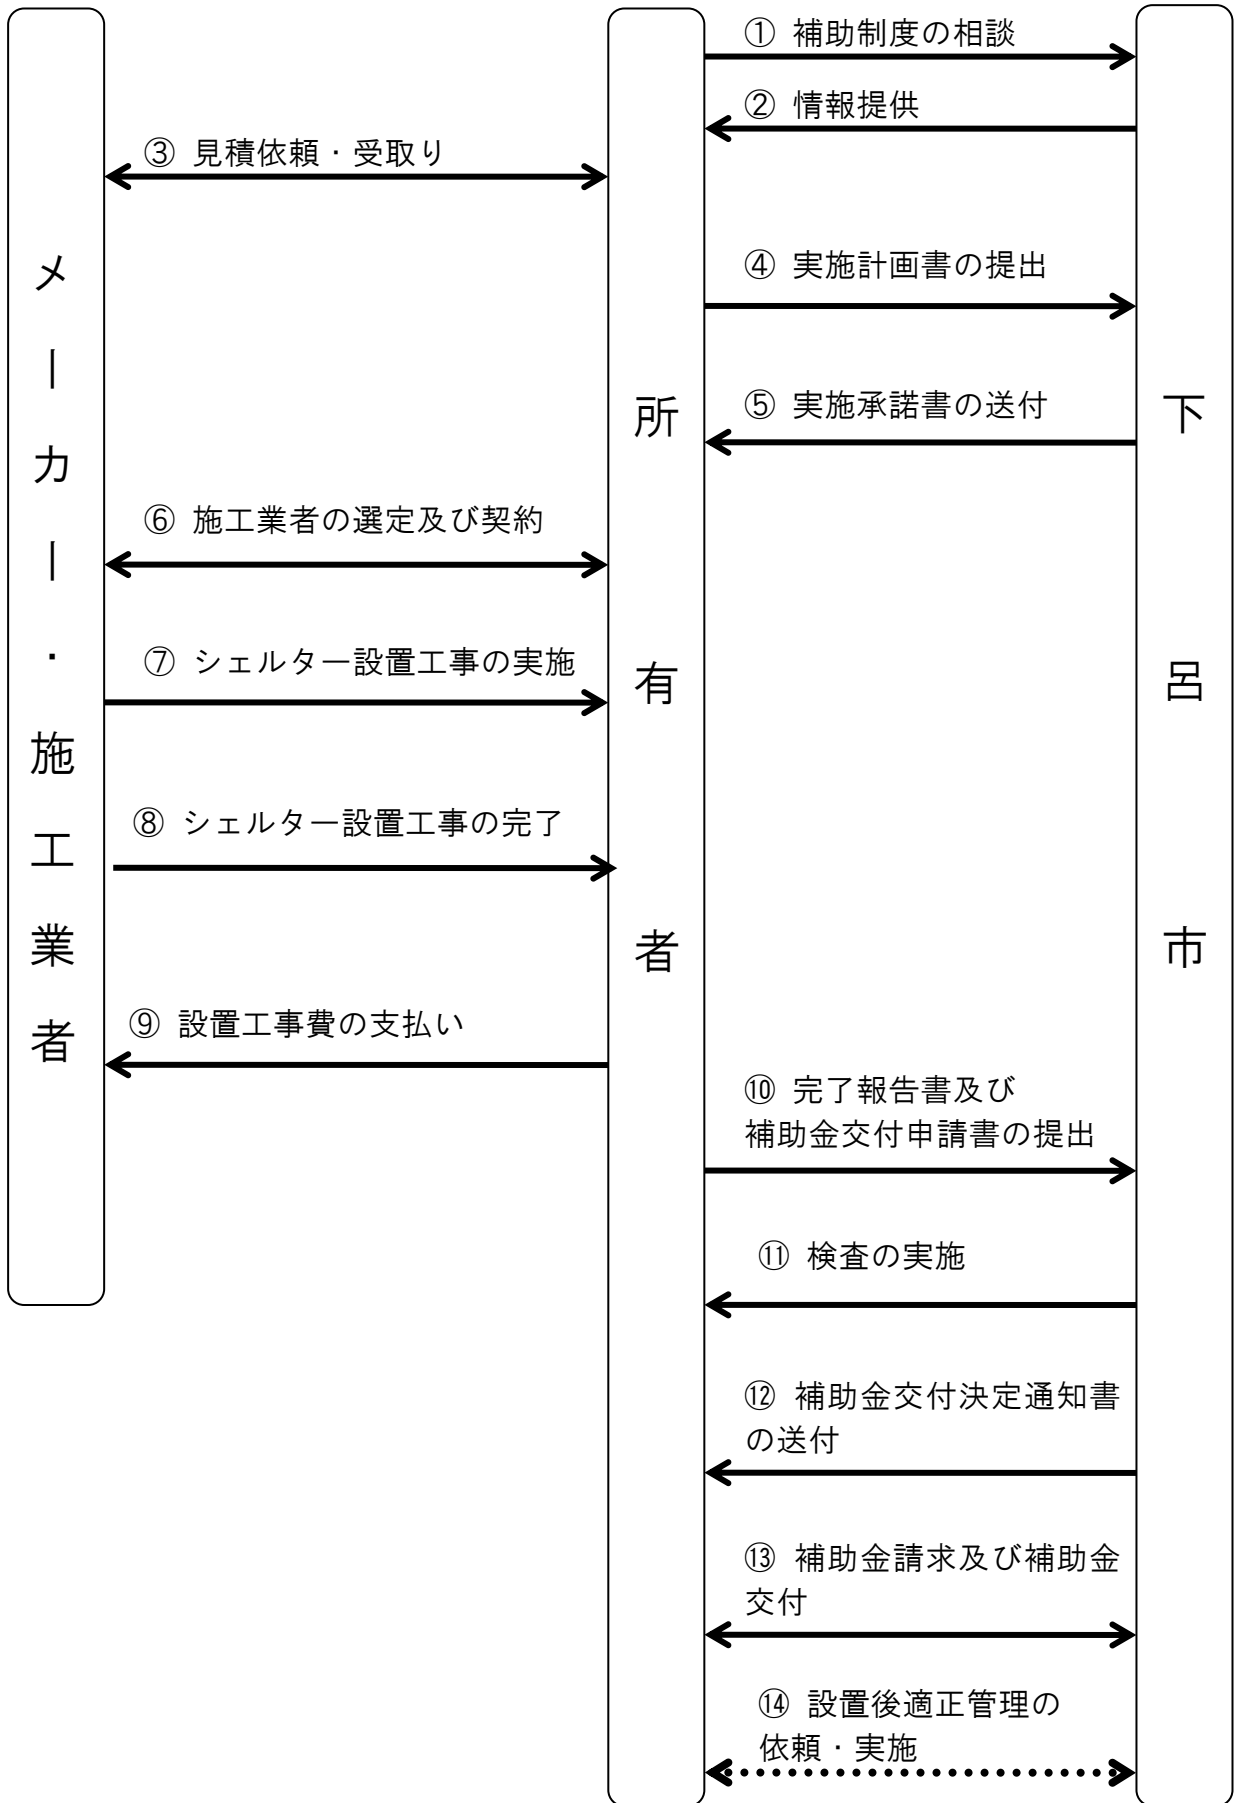 ① 補助制度の相談
② 情報提供
③ 見積依頼・受取り
④ 実施計画書の提出
⑤ 実施承諾書の送付
⑥ 施工業者の選定及び契約
⑦ シェルター設置工事の実施
⑧ シェルター設置工事の完了
⑨ 設置工事費の支払い
⑩ 完了報告書及び
補助金交付申請書の提出
⑪ 検査の実施
⑫ 補助金交付決定通知書
の送付
⑬ 補助金請求及び補助金
交付
⑭ 設置後適正管理の
依頼・実施
メーカー・施工業者
所有者
下呂市